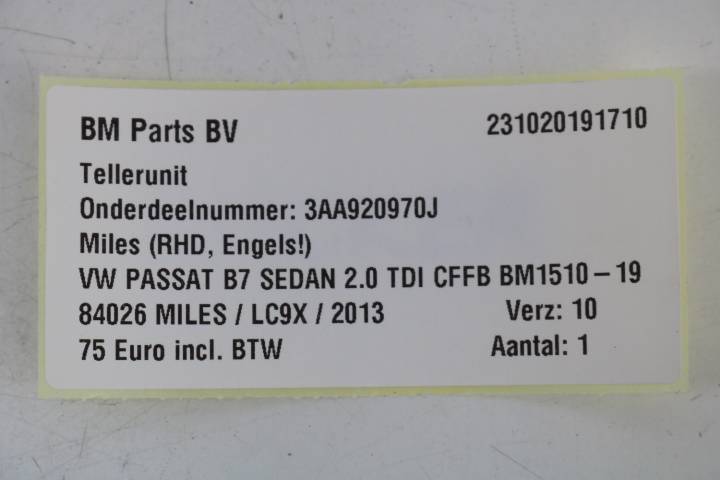 BM Parts BV 231020191710
Tellerunit
Onderdeelnummer: 3AA920970J
Miles (RHD, Engels!)
VW PASSAT B7 SEDAN 2.0 TDI CFFB BM1510-19
84026 MILES / LC9X / 2013 Verz: 10
75 Euro incl. BTW Aantal: 1